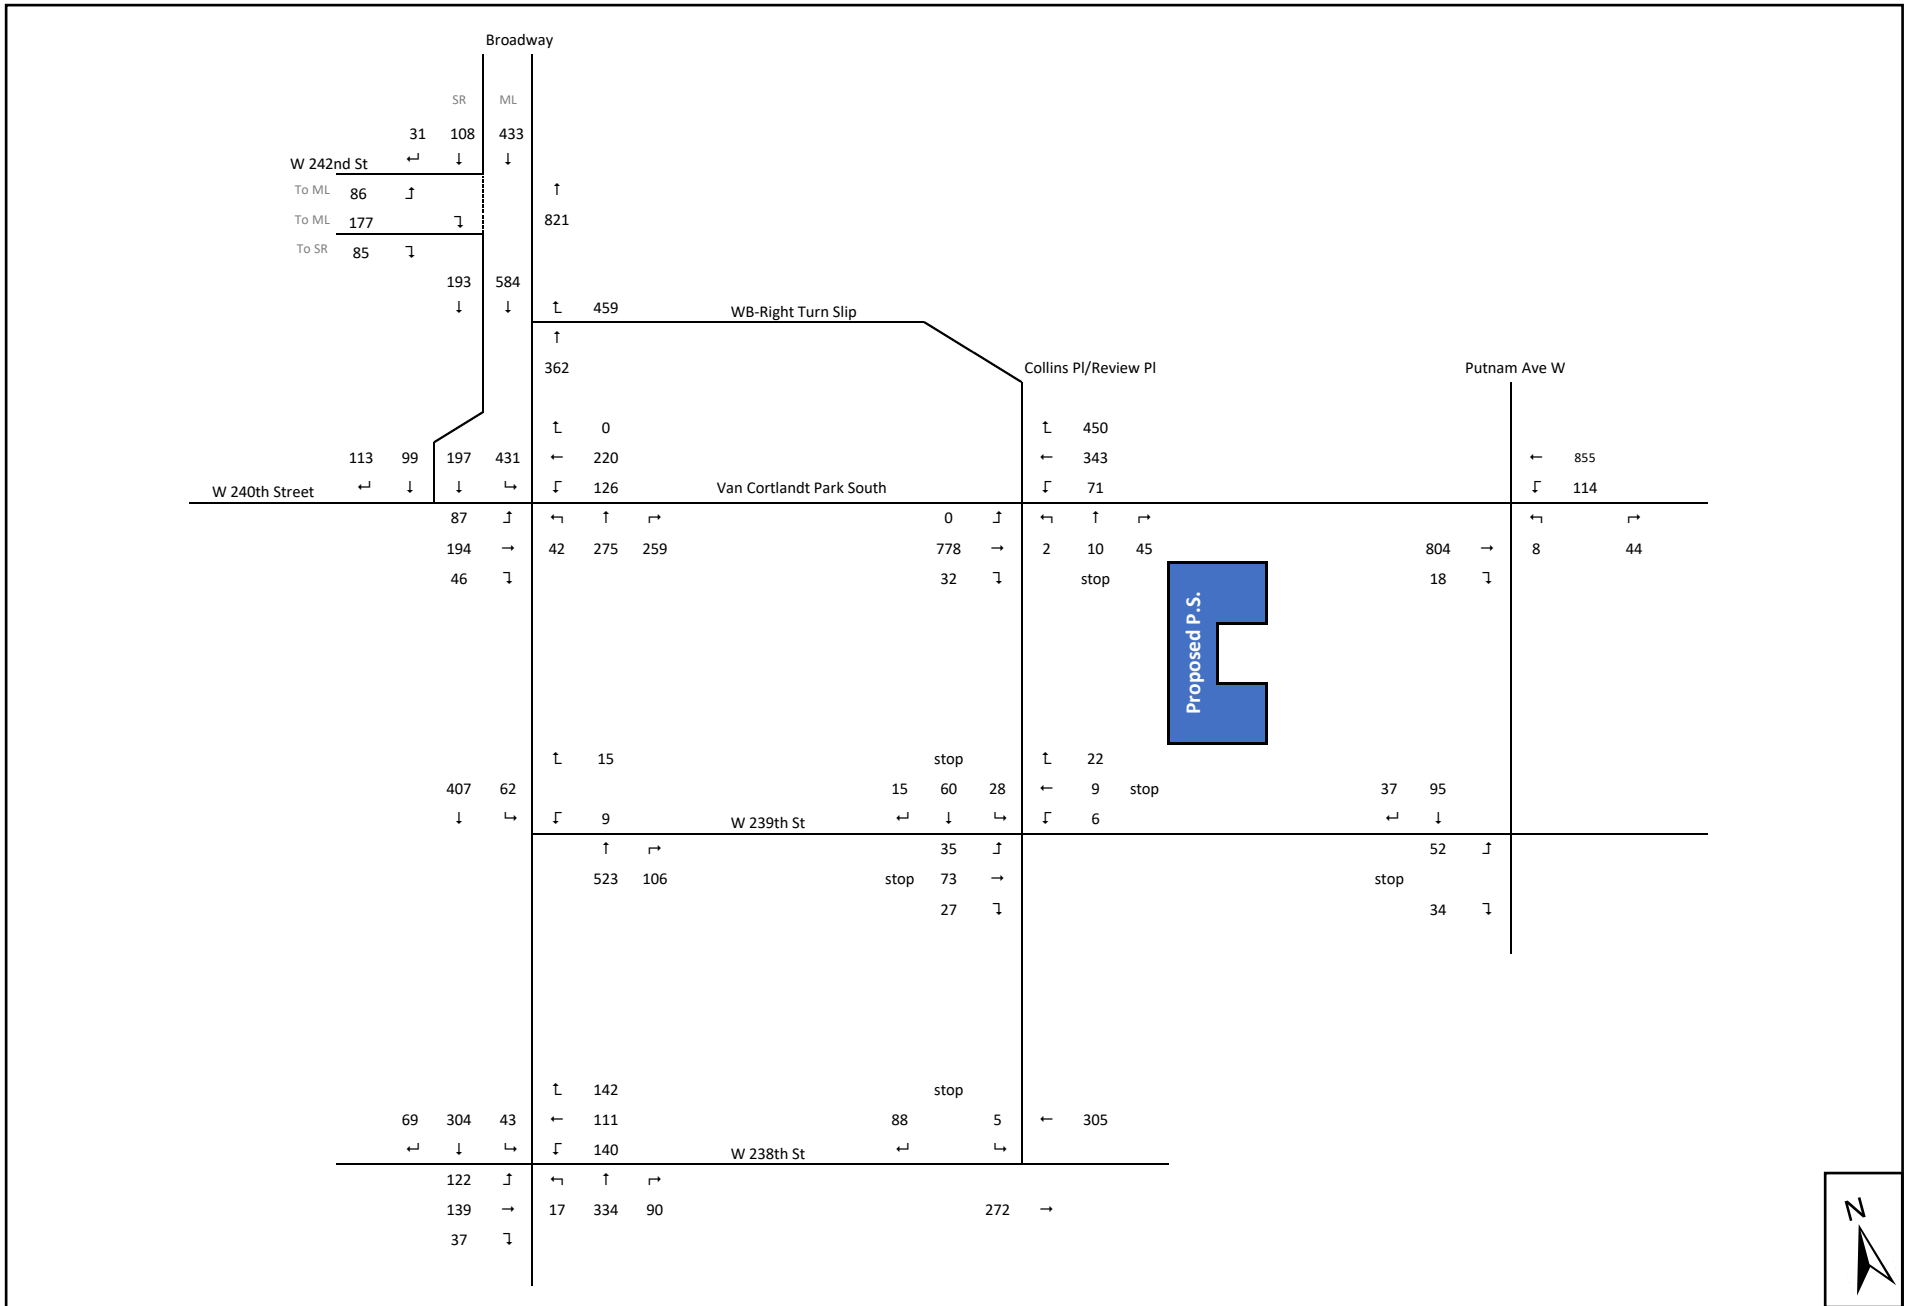 Broadway
SR ML
31 108 433
W 242nd St ↵ ↓ ↓
To ML 86 ↑
To ML 177 ↴ 821
To SR 85 ↴
193 584
↓ ↓ 459 WB-Right Turn Slip
↑
362 Collins Pl/Review Pl Putnam Ave W
0 450
113 99 197 431 ← 220 ← 343 ← 855
W 240th Street 126 Van Cortlandt Park South 71 114
87 0
194 → 42 275 259 778 → 2 10 45 804 → 8 44
46 32 stop 18
Proposed P.S.
15 stop 22
407 62 15 60 28 ← 9 stop 37 95
9 W 239th St 6
35 52
523 106 stop 73 → stop
27 34
142 stop
69 304 43 ← 111 88 5 ← 305
140 W 238th St
122
139 → 17 334 90 272 →
37
N